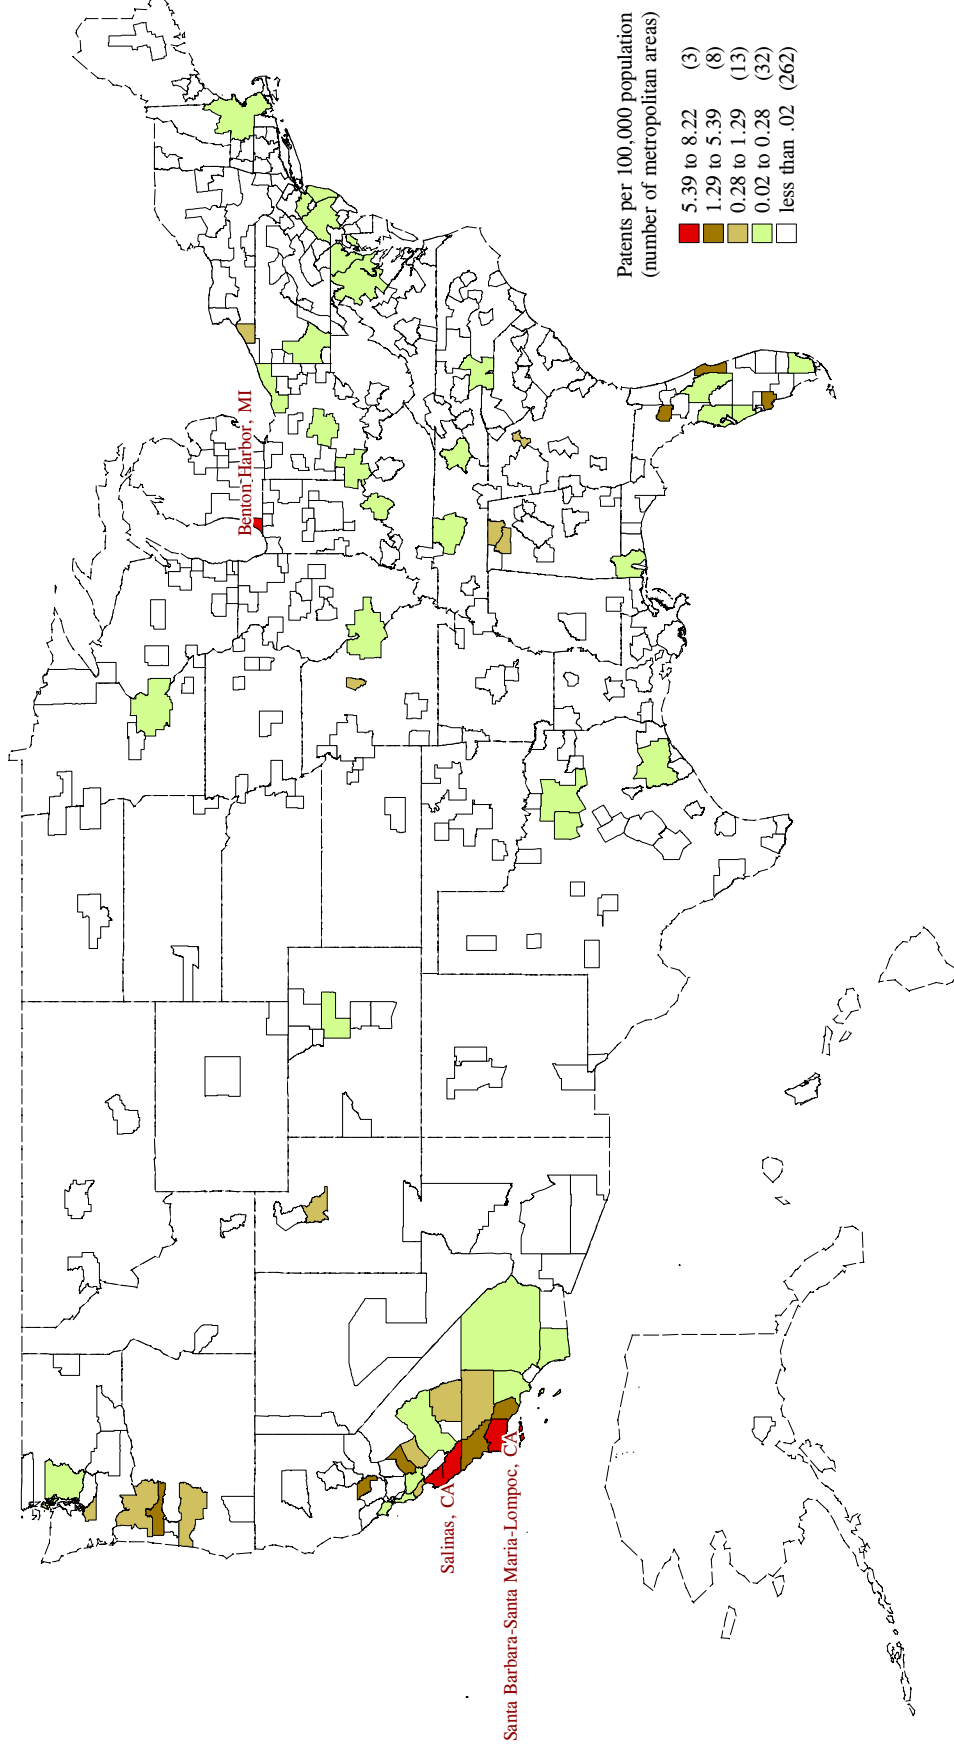 Benton Harbor, MI
Salinas, CA
Santa Barbara-Santa Maria-Lompoc, CA
Patents per 100,000 population
(number of metropolitan areas)
5.39 to 8.22 (3)
1.29 to 5.39 (8)
0.28 to 1.29 (13)
0.02 to 0.28 (32)
less than .02 (262)